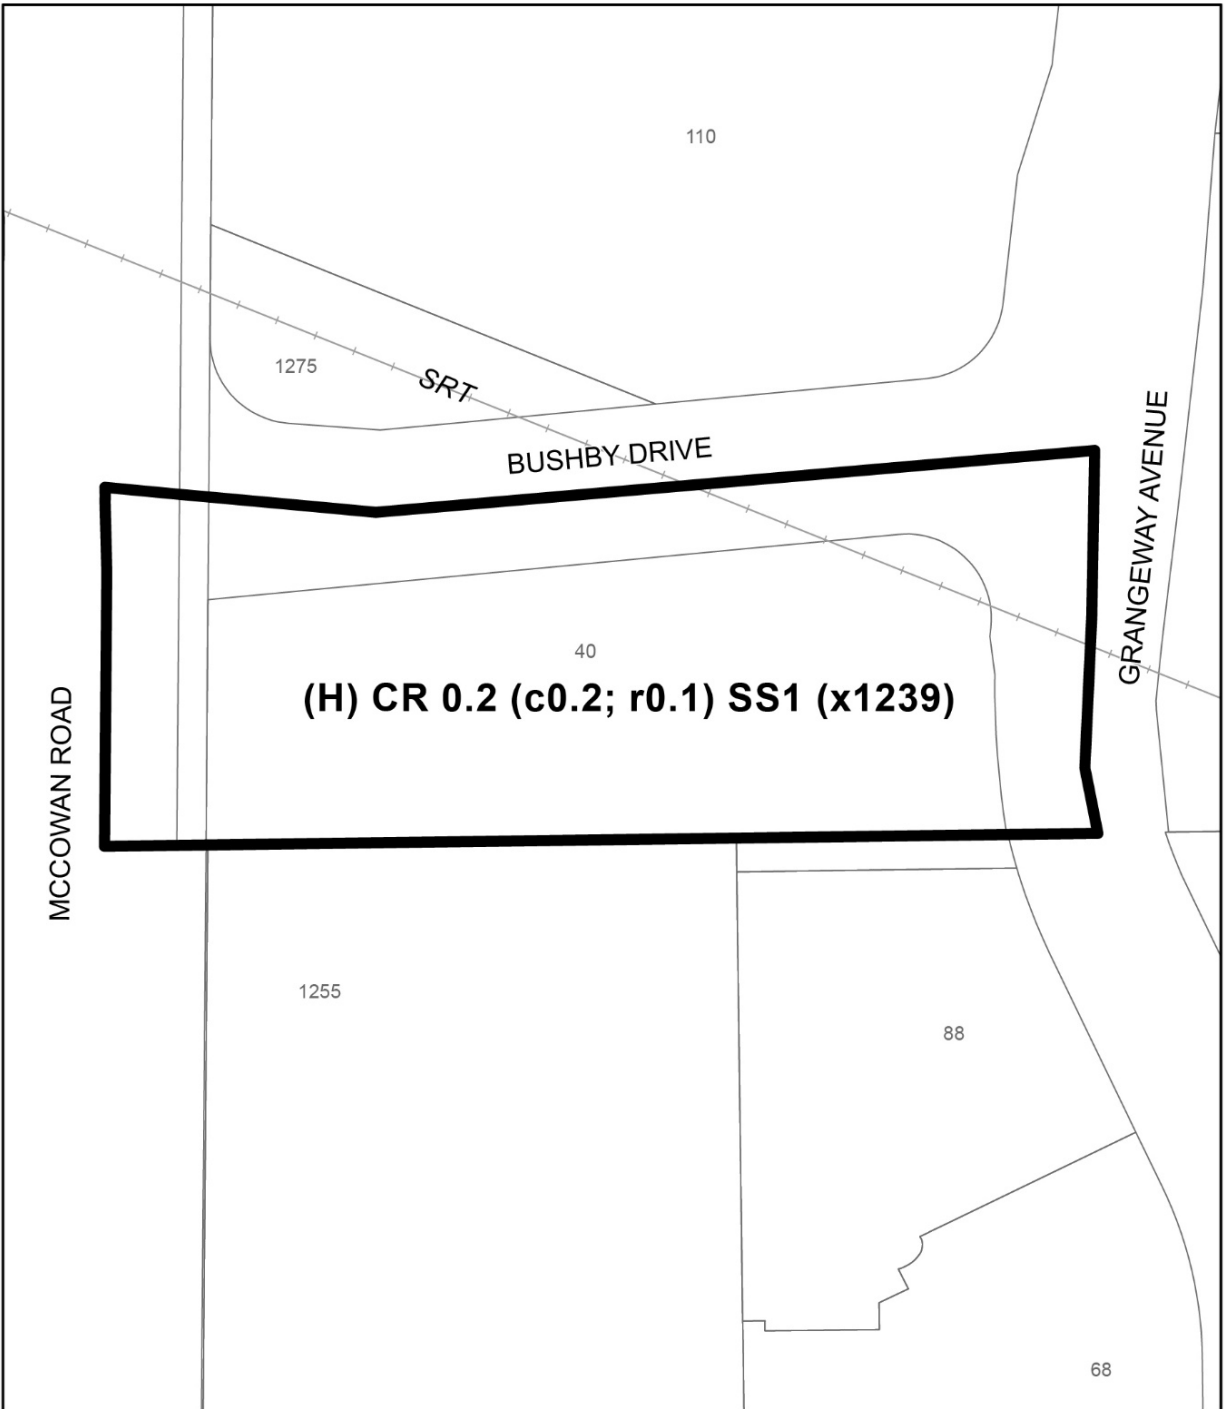 110
1275
SRT
BUSHBY DRIVE
GRANGEWAY AVENUE
40
(H) CR 0.2 (c0.2; r0.1) SS1 (x1239)
MCCOWAN ROAD
1255
88
68